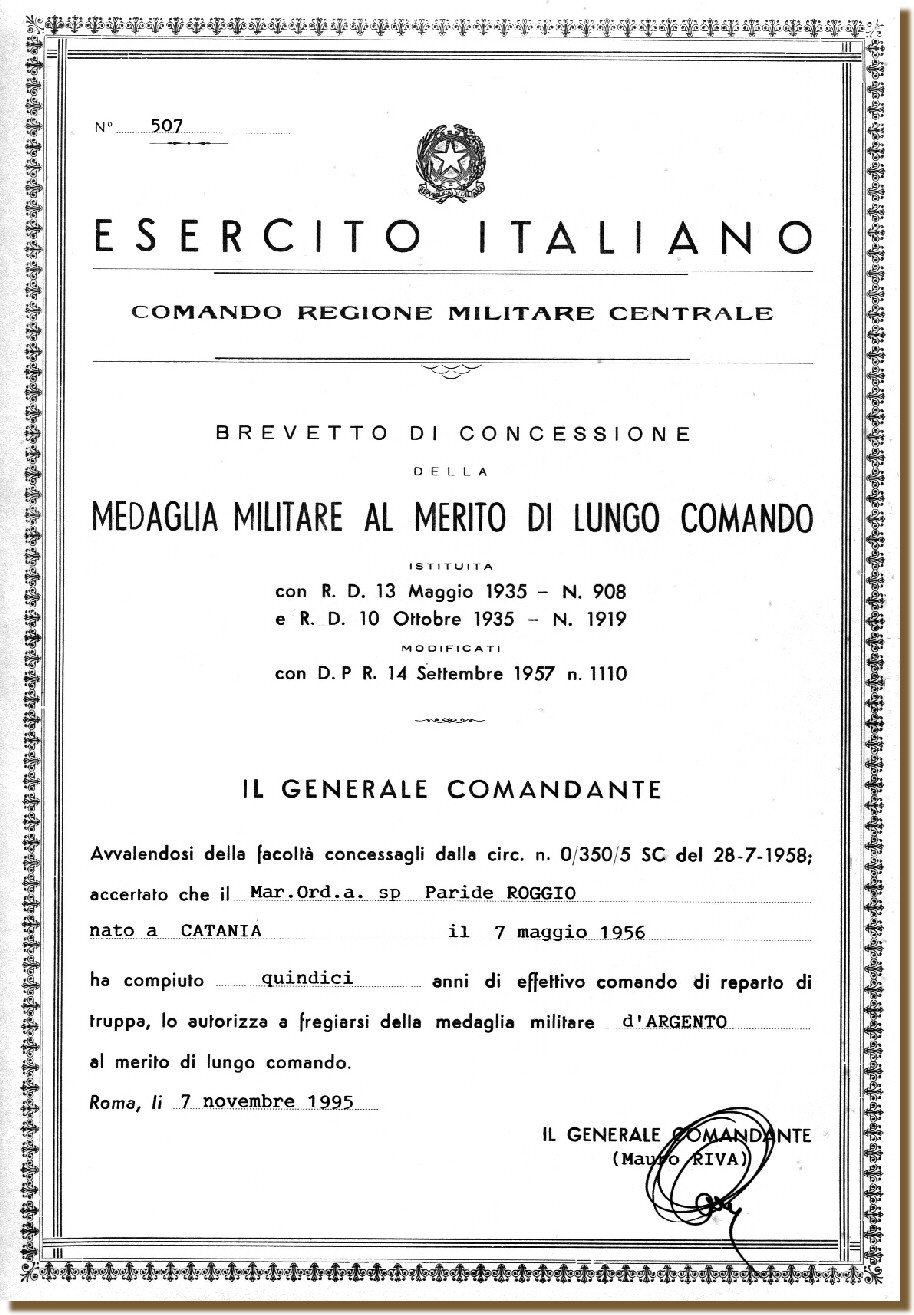 N° 507
ESERCITO ITALIANO
COMANDO REGIONE MILITARE CENTRALE
BREVETTO DI CONCESSIONE
DELLA
MEDAGLIA MILITARE AL MERITO DI LUNGO COMANDO
ISTITUITA
con R. D. 13 Maggio 1935 – N. 908
e R. D. 10 Ottobre 1935 – N. 1919
MODIFICATI
con D. P R. 14 Settembre 1957 n. 1110
IL GENERALE COMANDANTE
Avvalendosi della facoltà concessagli dalla circ. n. 0/350/5 SC del 28-7-1958;
accertato che il Mar.Ord.a. sp Paride ROGGIO
nato a CATANIA il 7 maggio 1956
ha compiuto quindici anni di effettivo comando di reparto di
truppa, lo autorizza a fregiarsi della medaglia militare d'ARGENTO
al merito di lungo comando.
Roma, li 7 novembre 1995
IL GENERALE COMANDANTE
(Mauro RIVA)